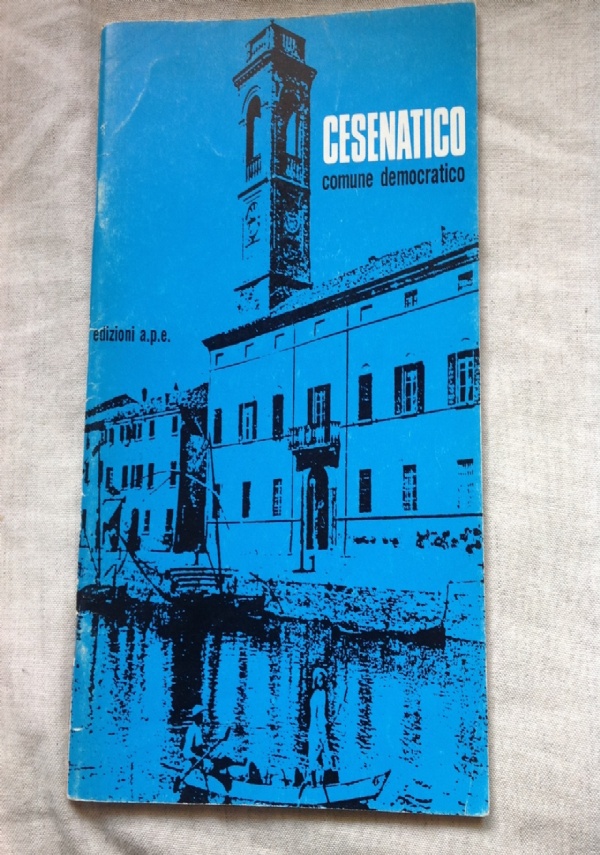 CESENATICO
comune democratico
edizioni a.p.e.